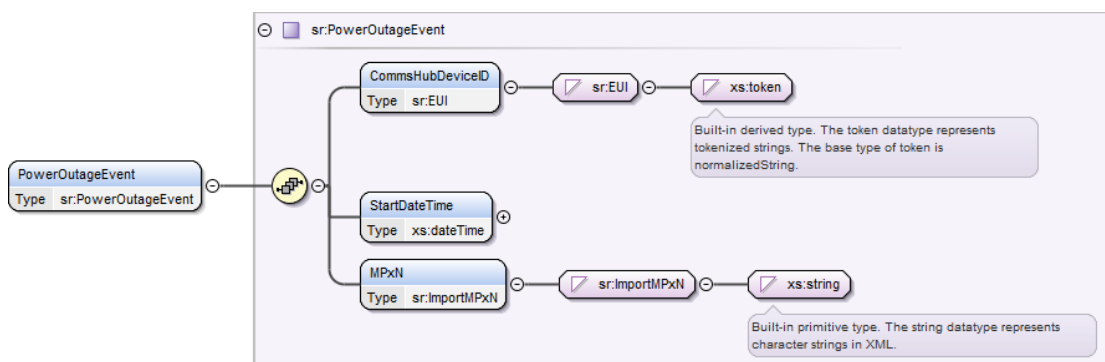 sr:PowerOutageEvent
CommsHubDeviceID
Type sr:EUI
sr:EUI
xs:token
Built-in derived type. The token datatype represents
tokenized strings. The base type of token is
normalizedString.
PowerOutageEvent
Type sr:PowerOutageEvent
StartDateTime
Type xs:dateTime
MPxN
Type sr:ImportMPxN
sr:ImportMPxN
xs:string
Built-in primitive type. The string datatype represents
character strings in XML.